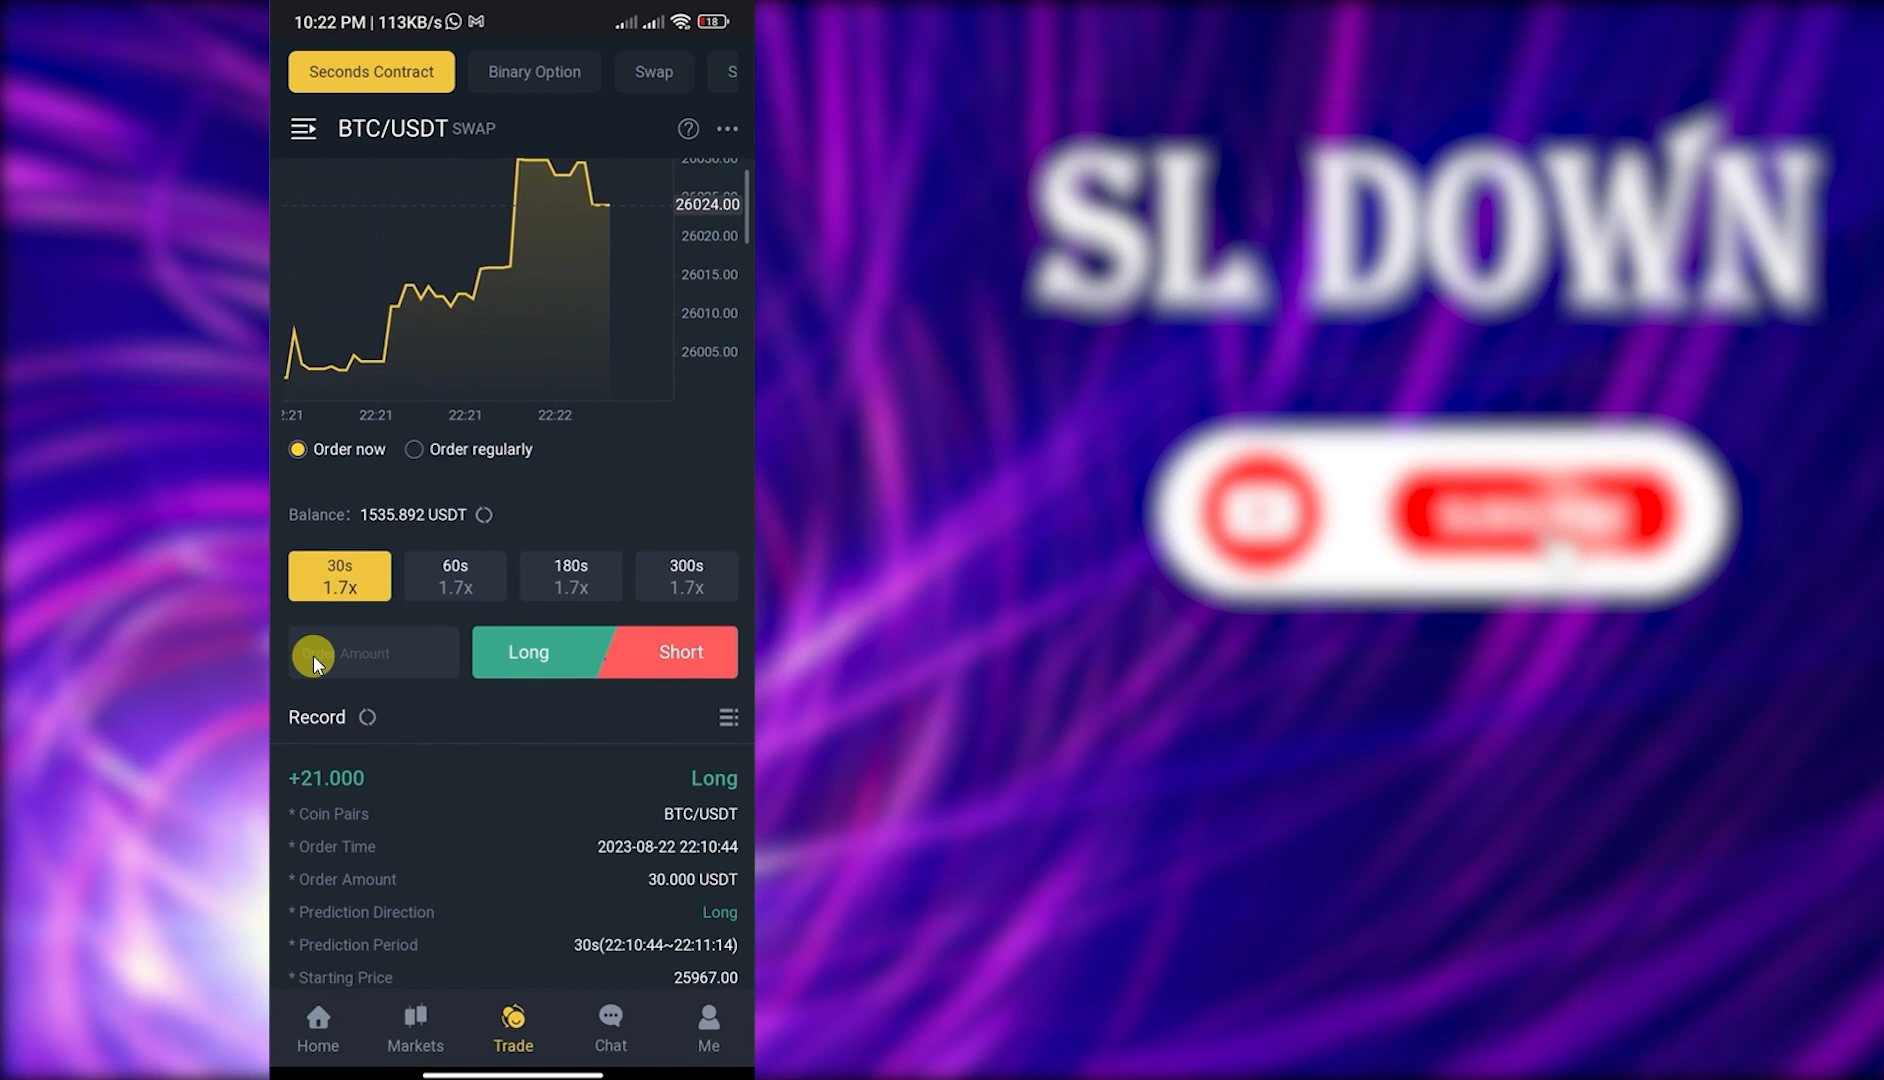 10:22 PM | 113KB/s 18
Seconds Contract Binary Option Swap S
BTC/USDT SWAP
26030.00
26024.00
26020.00
26015.00
26010.00
26005.00
:21 22:21 22:21 22:22
Order now Order regularly
Balance: 1535.892 USDT
30s 60s 180s 300s
1.7x 1.7x 1.7x 1.7x
Order Amount Long Short
Record
+21.000 Long
* Coin Pairs BTC/USDT
* Order Time 2023-08-22 22:10:44
* Order Amount 30.000 USDT
* Prediction Direction Long
* Prediction Period 30s(22:10:44~22:11:14)
* Starting Price 25967.00
Home Markets Trade Chat Me
SL DOWN